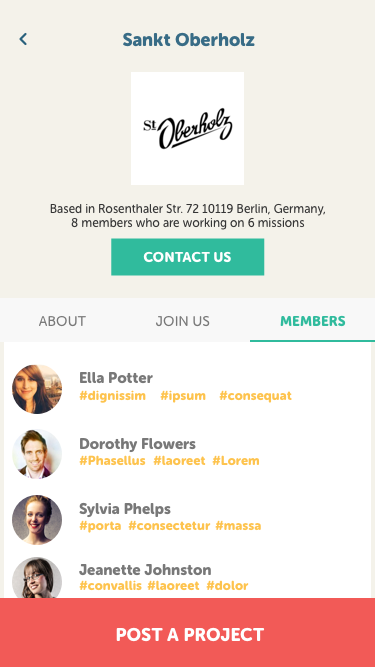 Sankt Oberholz
St. Oberholz
Based in Rosenthaler Str. 72 10119 Berlin, Germany,
8 members who are working on 6 missions
CONTACT US
ABOUT JOIN US MEMBERS
Ella Potter
#dignissim #ipsum #consequat
Dorothy Flowers
#Phasellus #laoreet #Lorem
Sylvia Phelps
#porta #consectetur #massa
Jeanette Johnston
#convallis #laoreet #dolor
POST A PROJECT